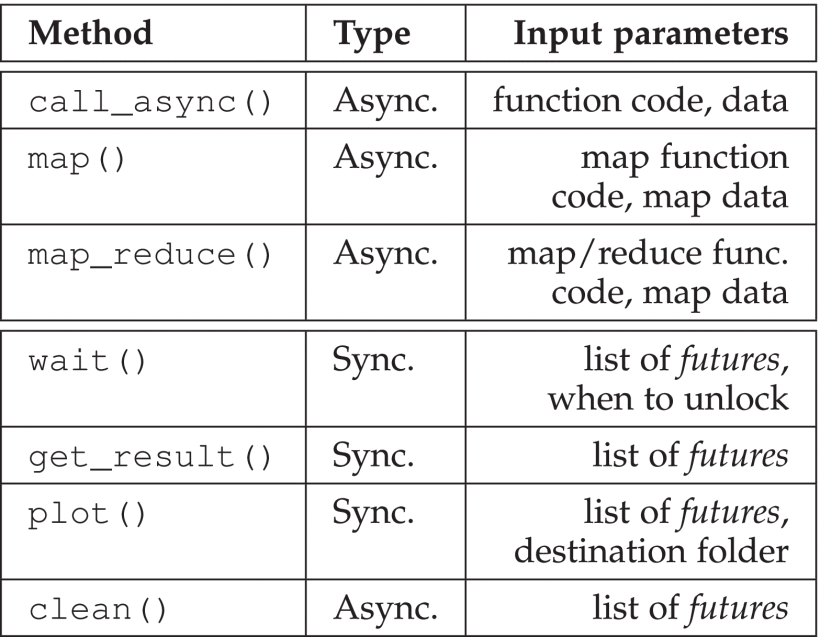 Method Type Input parameters
call_async() Async. function code, data
map() Async. map function
code, map data
map_reduce() Async. map/reduce func.
code, map data
wait() Sync. list of futures,
when to unlock
get_result() Sync. list of futures
plot() Sync. list of futures,
destination folder
clean() Async. list of futures